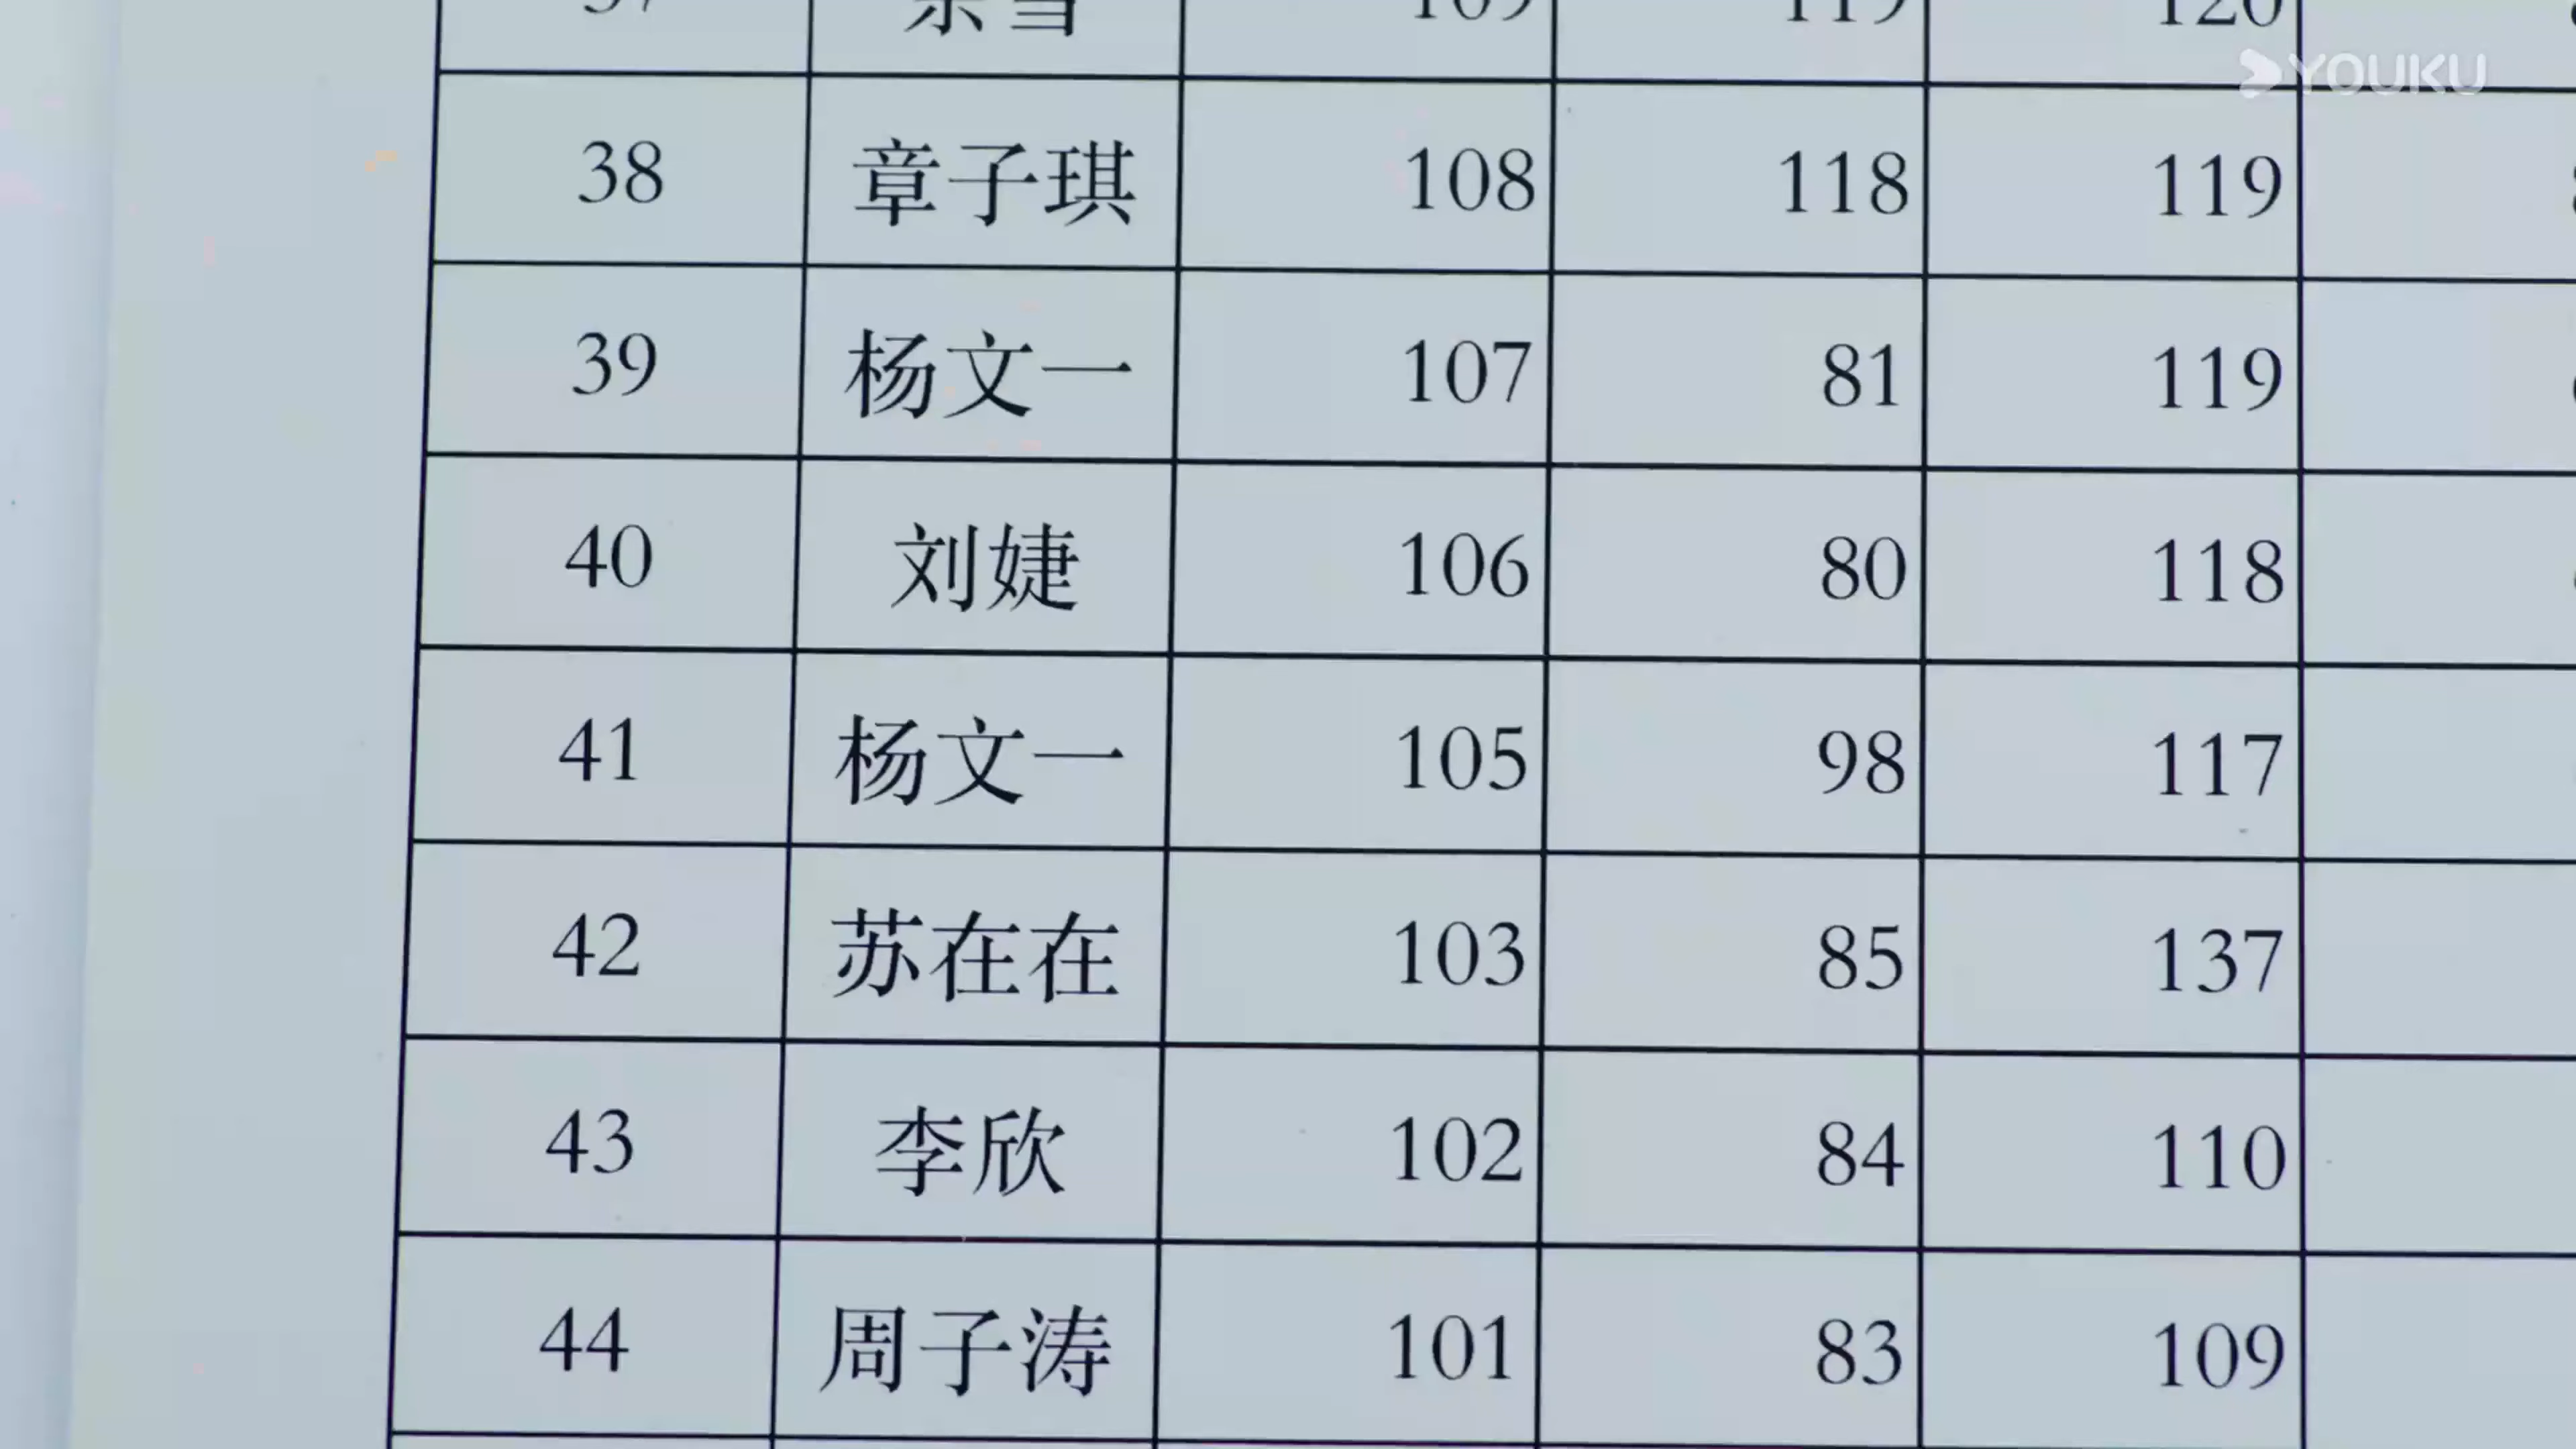 YOUKU
38 章子琪 108 118 119
39 杨文一 107 81 119
40 刘婕 106 80 118
41 杨文一 105 98 117
42 苏在在 103 85 137
43 李欣 102 84 110
44 周子涛 101 83 109